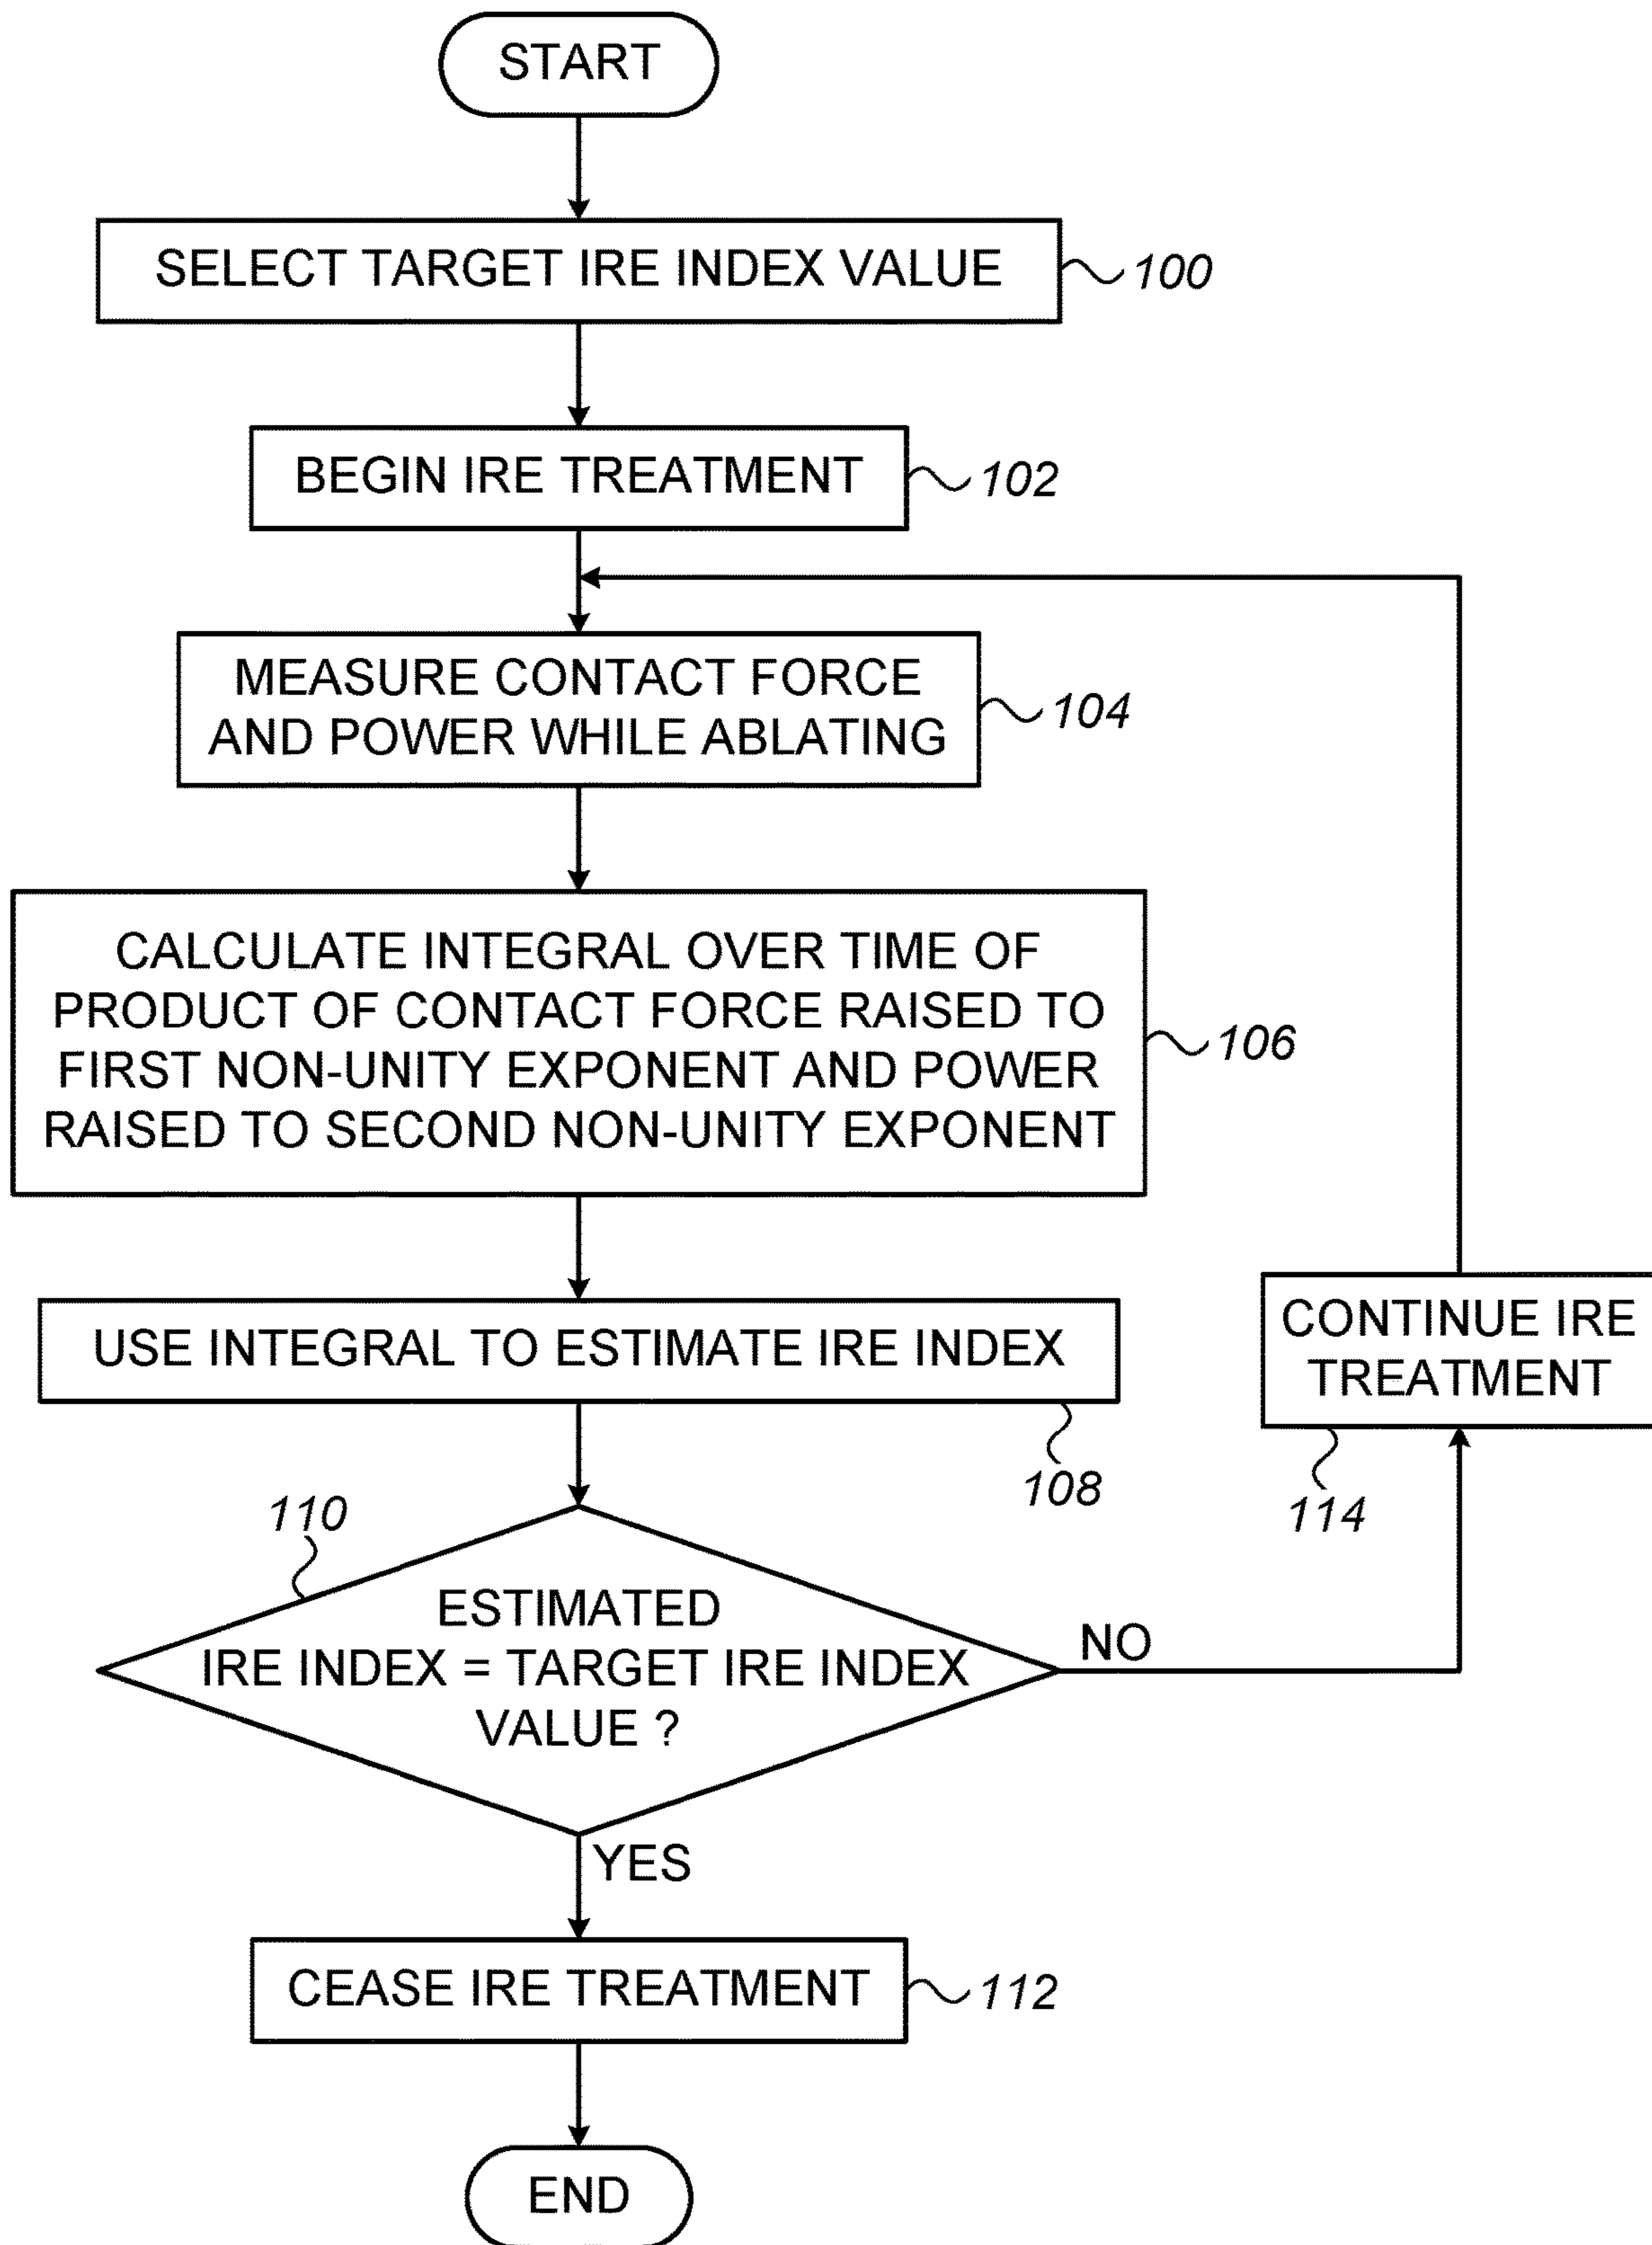 START
SELECT TARGET IRE INDEX VALUE
100
BEGIN IRE TREATMENT
102
MEASURE CONTACT FORCE
AND POWER WHILE ABLATING
104
CALCULATE INTEGRAL OVER TIME OF
PRODUCT OF CONTACT FORCE RAISED TO
FIRST NON-UNITY EXPONENT AND POWER
RAISED TO SECOND NON-UNITY EXPONENT
106
USE INTEGRAL TO ESTIMATE IRE INDEX
108
CONTINUE IRE
TREATMENT
114
110
ESTIMATED
IRE INDEX = TARGET IRE INDEX
VALUE ?
NO
YES
CEASE IRE TREATMENT
112
END